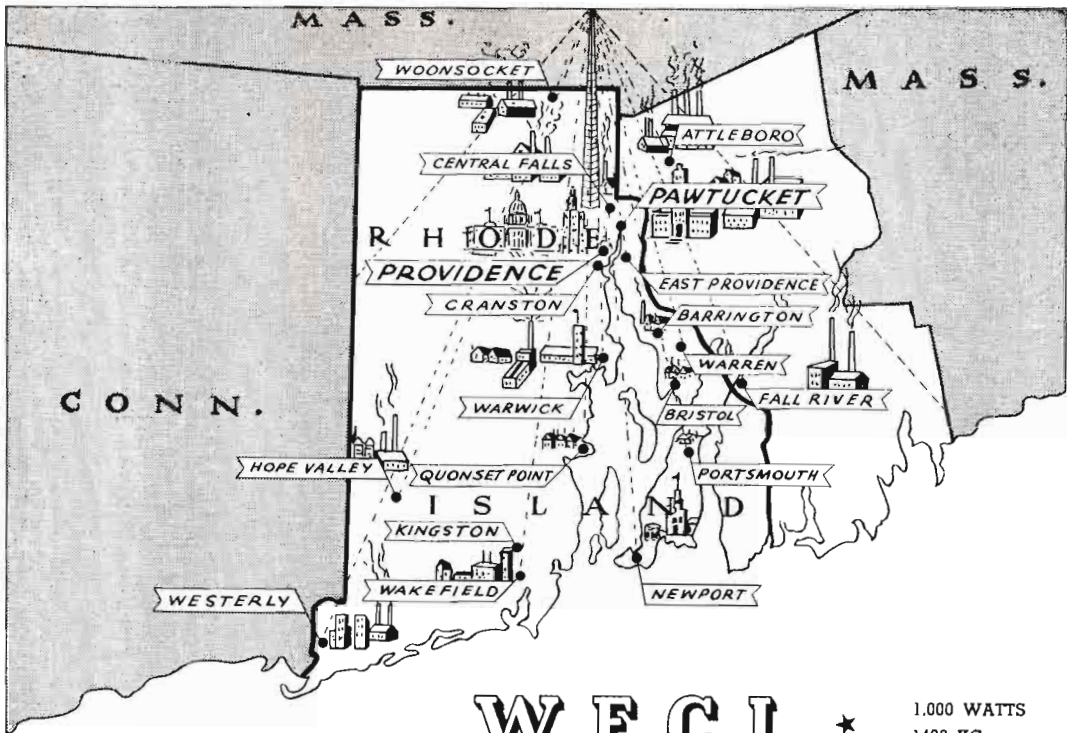 MASS.
WOONSOCKET
MASS.
ATTLEBORO
CENTRAL FALLS
PAWTUCKET
RHODE
PROVIDENCE
EAST PROVIDENCE
CRANSTON
BARRINGTON
WARREN
CONN.
WARWICK
BRISTOL
FALL RIVER
HOPE VALLEY
QUONSET POINT
PORTSMOUTH
ISLAND
KINGSTON
WAKEFIELD
NEWPORT
WESTERLY
WFCI
1,000 WATTS